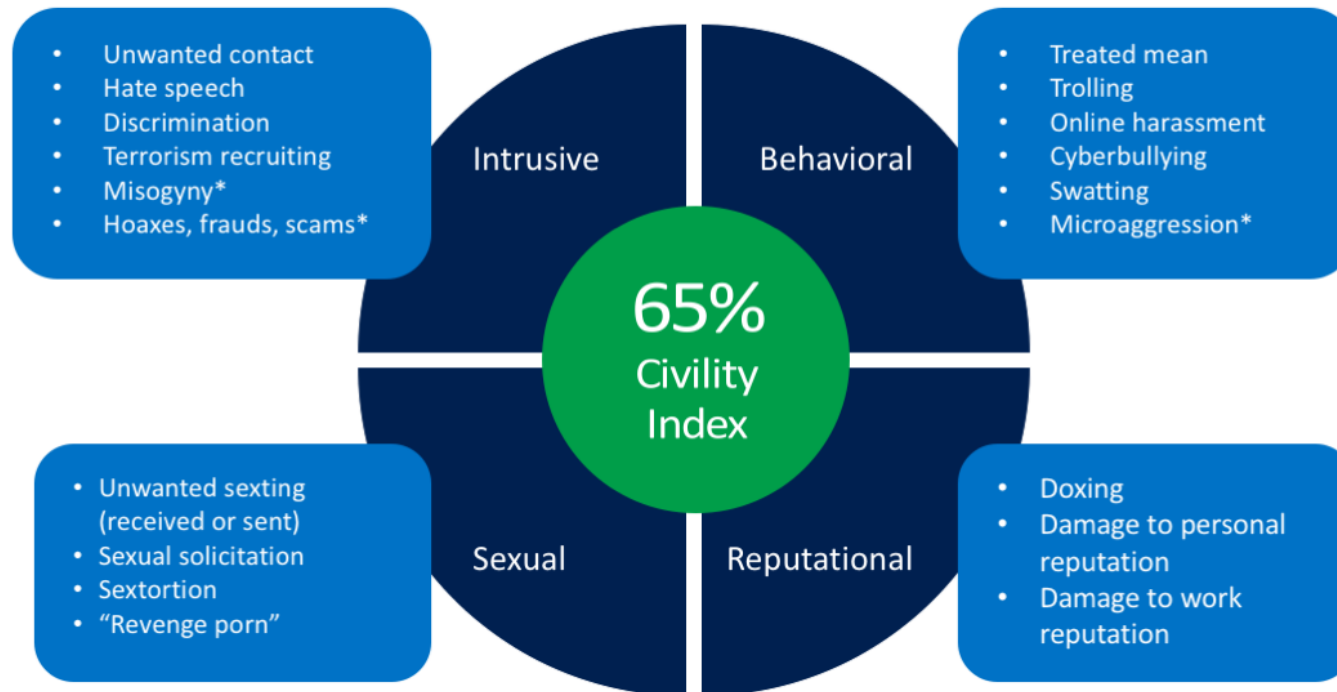 • Unwanted contact
• Hate speech
• Discrimination
• Terrorism recruiting
• Misogyny*
• Hoaxes, frauds, scams*
Intrusive
Behavioral
• Treated mean
• Trolling
• Online harassment
• Cyberbullying
• Swatting
• Microaggression*
65%
Civility
Index
• Unwanted sexting
(received or sent)
• Sexual solicitation
• Sextortion
• “Revenge porn”
Sexual
Reputational
• Doxing
• Damage to personal
reputation
• Damage to work
reputation